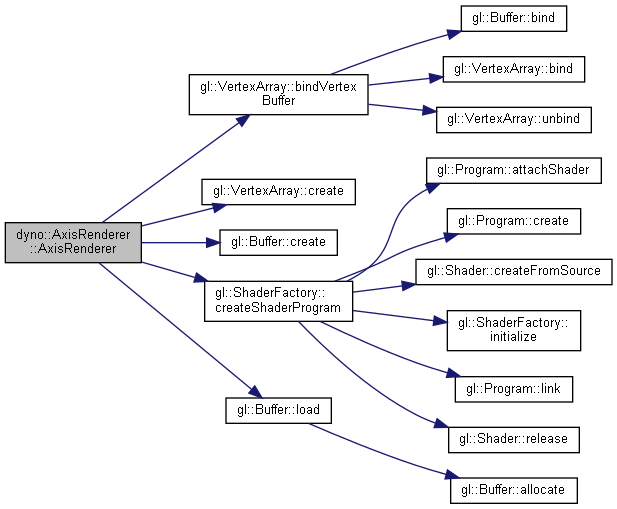 dyno::AxisRenderer
::AxisRenderer
gl::VertexArray::bindVertex
Buffer
gl::Buffer::bind
gl::VertexArray::bind
gl::VertexArray::unbind
gl::VertexArray::create
gl::Buffer::create
gl::ShaderFactory::
createShaderProgram
gl::Program::attachShader
gl::Program::create
gl::Shader::createFromSource
gl::ShaderFactory::
initialize
gl::Program::link
gl::Shader::release
gl::Buffer::load
gl::Buffer::allocate